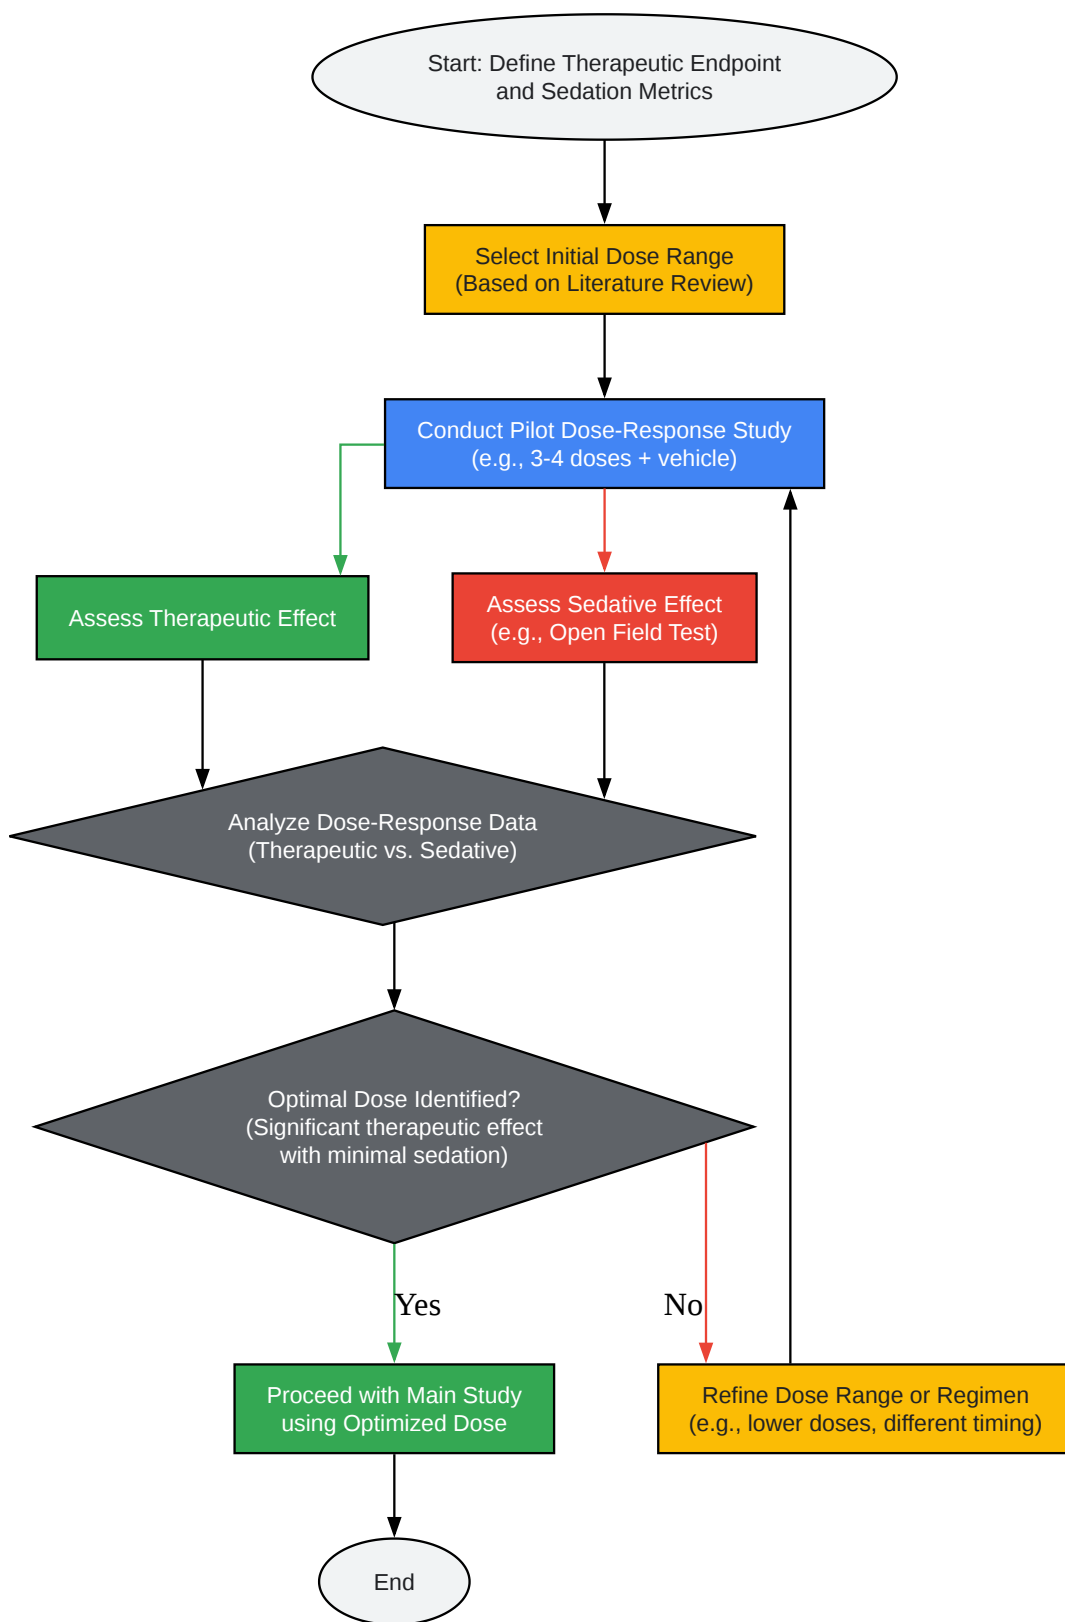 Start: Define Therapeutic Endpoint
and Sedation Metrics
Select Initial Dose Range
(Based on Literature Review)
Conduct Pilot Dose-Response Study
(e.g., 3-4 doses + vehicle)
Assess Therapeutic Effect
Assess Sedative Effect
(e.g., Open Field Test)
Analyze Dose-Response Data
(Therapeutic vs. Sedative)
Optimal Dose Identified?
(Significant therapeutic effect
with minimal sedation)
Yes
No
Proceed with Main Study
using Optimized Dose
Refine Dose Range or Regimen
(e.g., lower doses, different timing)
End